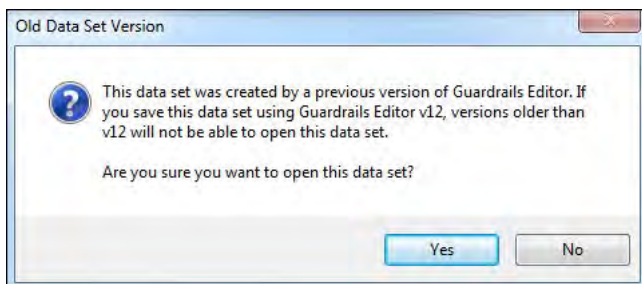 Old Data Set Version
This data set was created by a previous version of Guardrails Editor. If
you save this data set using Guardrails Editor v12, versions older than
v12 will not be able to open this data set.
Are you sure you want to open this data set?
Yes
No